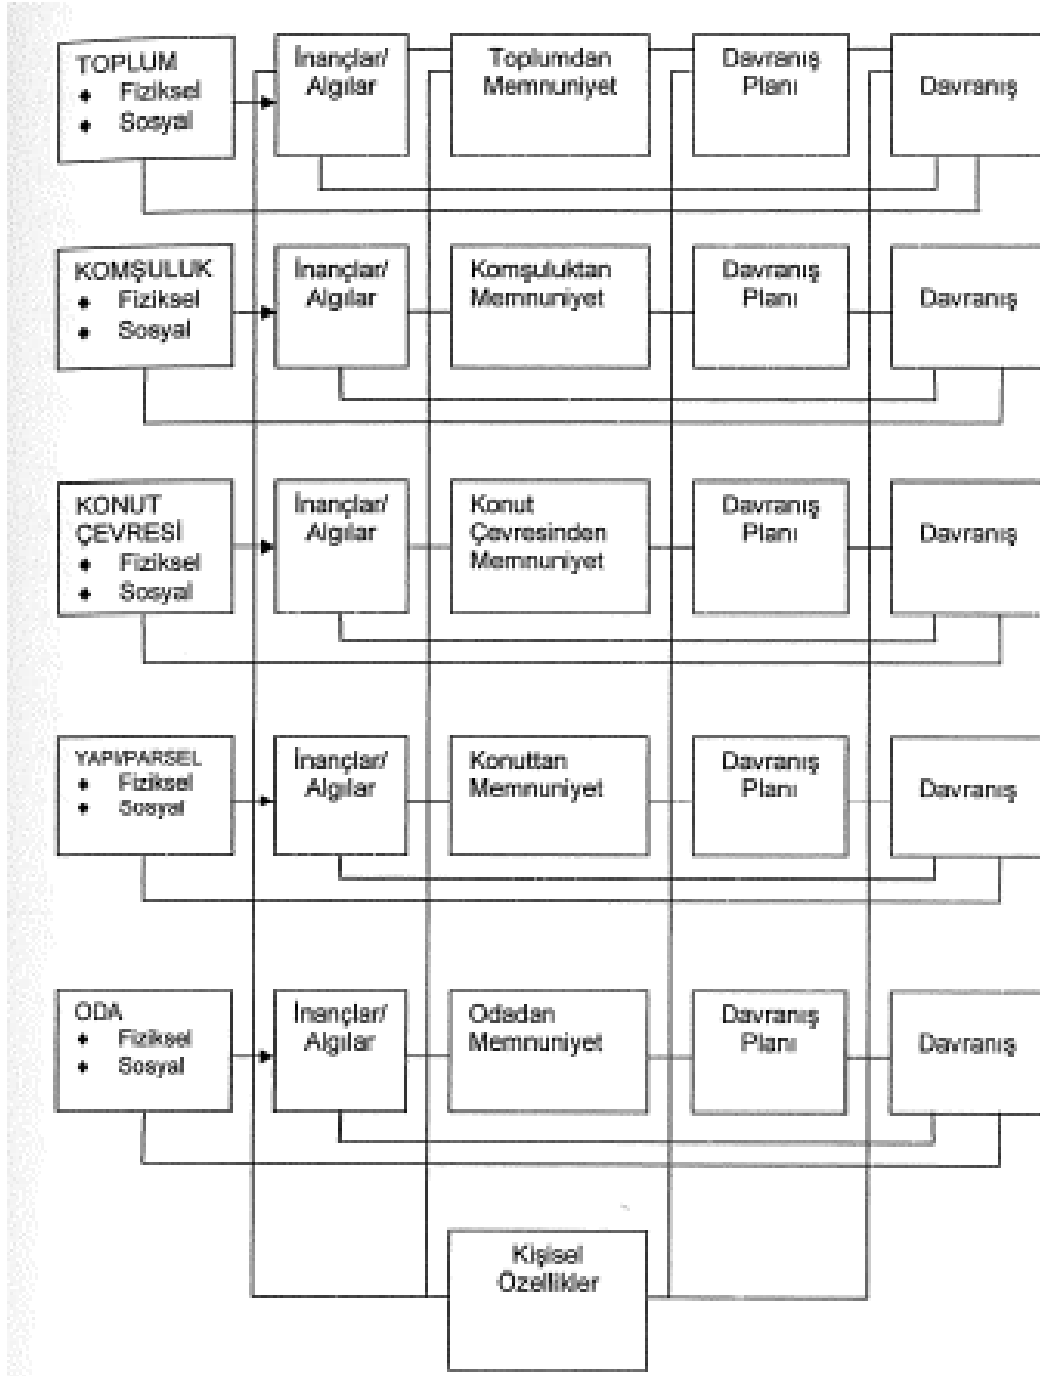 TOPLUM
♦ Fiziksel
♦ Sosyal
İnançlar/
Algılar
Toplumdan
Memnuniyet
Davranış
Planı
Davranış
KOMŞULUK
♦ Fiziksel
♦ Sosyal
İnançlar/
Algılar
Komşuluktan
Memnuniyet
Davranış
Planı
Davranış
KONUT
ÇEVRESİ
♦ Fiziksel
♦ Sosyal
İnançlar/
Algılar
Konut
Çevresinden
Memnuniyet
Davranış
Planı
Davranış
YAPI/PARSEL
♦ Fiziksel
♦ Sosyal
İnançlar/
Algılar
Konuttan
Memnuniyet
Davranış
Planı
Davranış
ODA
♦ Fiziksel
♦ Sosyal
İnançlar/
Algılar
Odadan
Memnuniyet
Davranış
Planı
Davranış
Kişisel
Özellikler